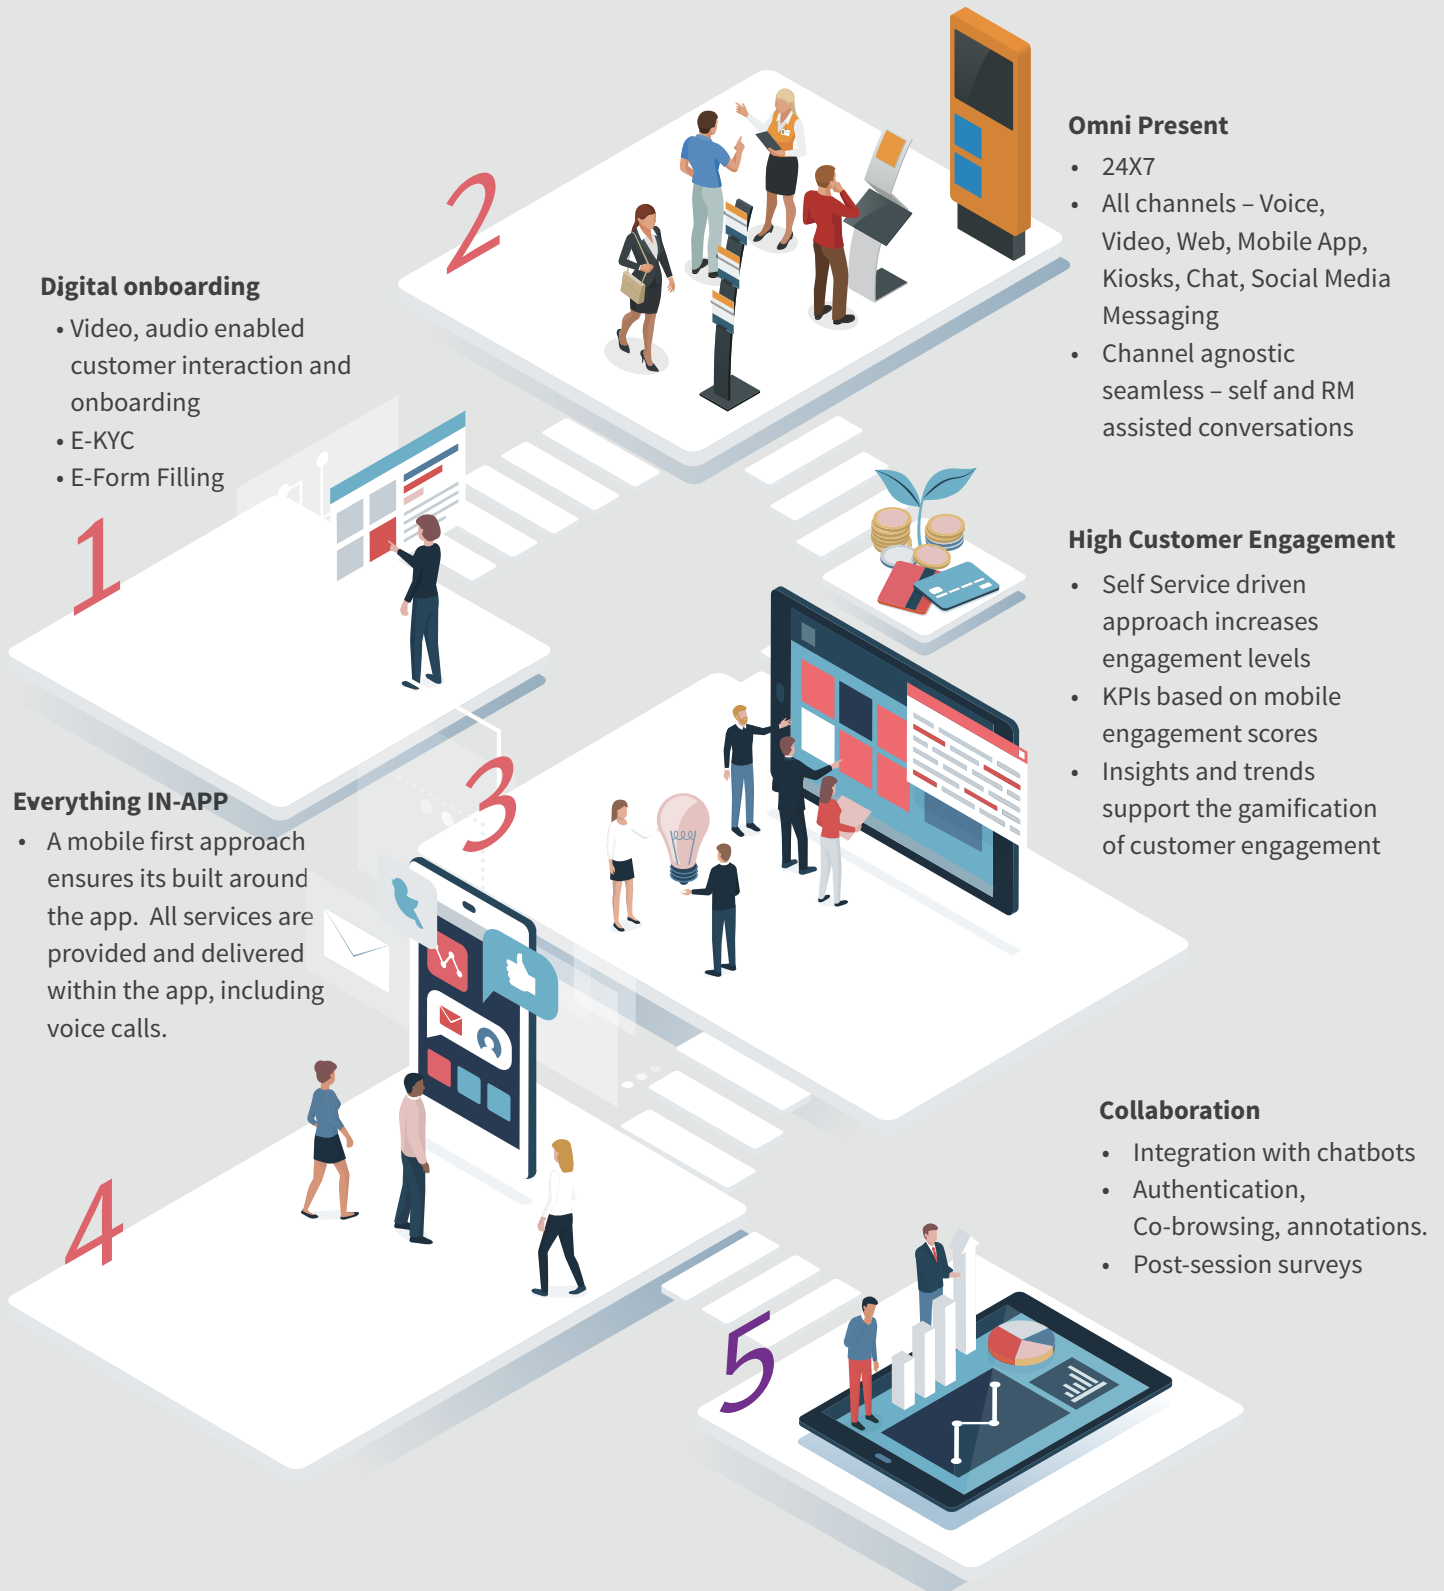 1
Digital onboarding
• Video, audio enabled
customer interaction and
onboarding
• E-KYC
• E-Form Filling
2
Omni Present
• 24X7
• All channels – Voice,
Video, Web, Mobile App,
Kiosks, Chat, Social Media
Messaging
• Channel agnostic
seamless – self and RM
assisted conversations
3
High Customer Engagement
• Self Service driven
approach increases
engagement levels
• KPIs based on mobile
engagement scores
• Insights and trends
support the gamification
of customer engagement
4
Everything IN-APP
• A mobile first approach
ensures its built around
the app. All services are
provided and delivered
within the app, including
voice calls.
5
Collaboration
• Integration with chatbots
• Authentication,
Co-browsing, annotations.
• Post-session surveys